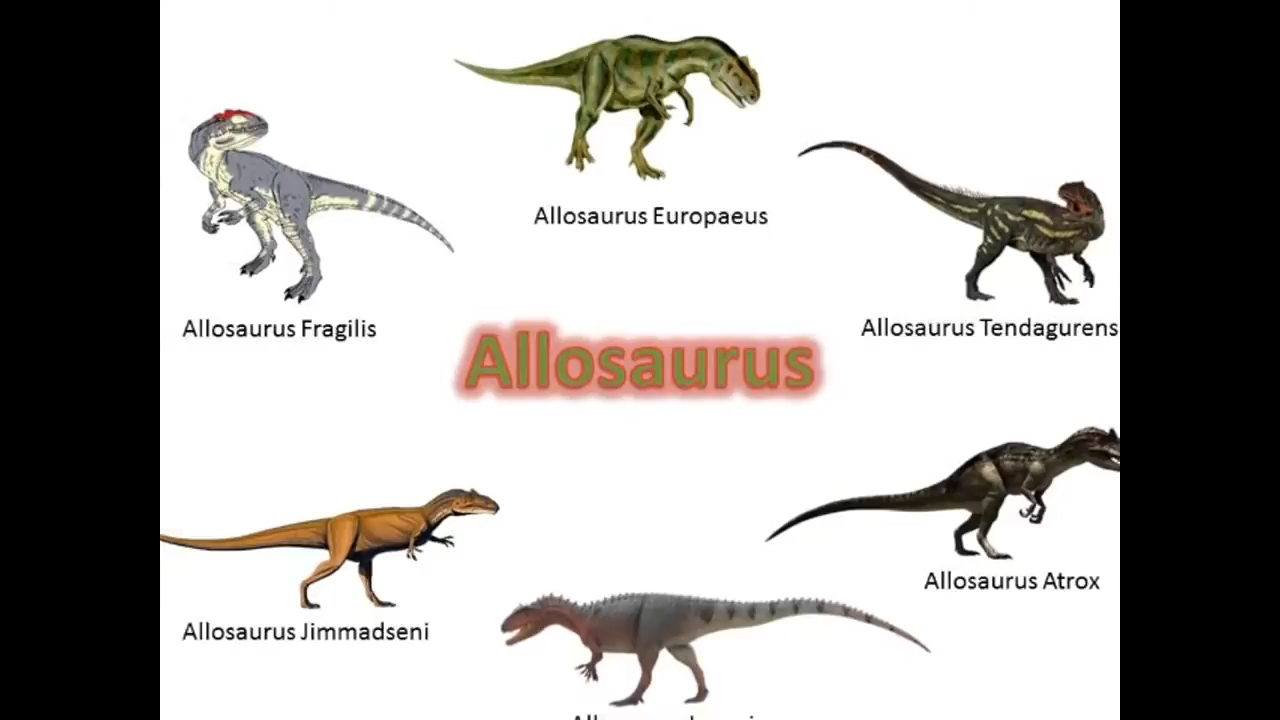 Allosaurus Europaeus
Allosaurus Fragilis
Allosaurus Tendagurens
Allosaurus
Allosaurus Atrox
Allosaurus Jimmadseni